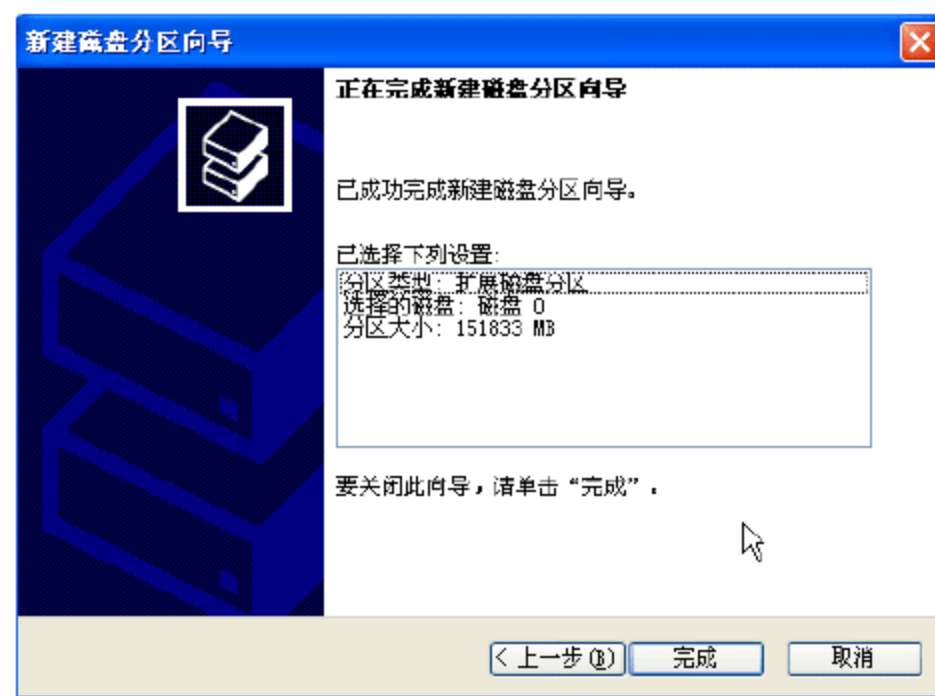 新建磁盘分区向导
正在完成新建磁盘分区向导
已成功完成新建磁盘分区向导。
已选择下列设置:
分区类型: 扩展磁盘分区
选择的磁盘: 磁盘 0
分区大小: 151833 MB
要关闭此向导，请单击“完成”。
< 上一步(B)
完成
取消